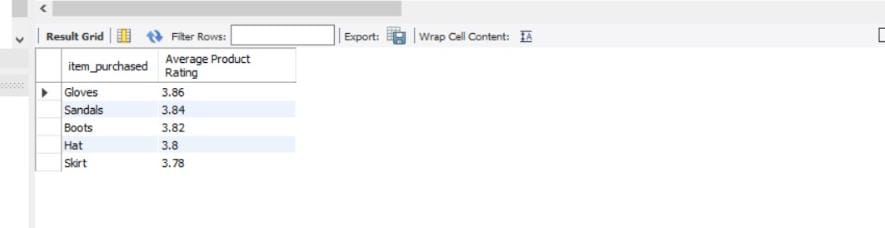 Result Grid Filter Rows: Export: Wrap Cell Content: IA
item_purchased Average Product
Rating
Gloves 3.86
Sandals 3.84
Boots 3.82
Hat 3.8
Skirt 3.78